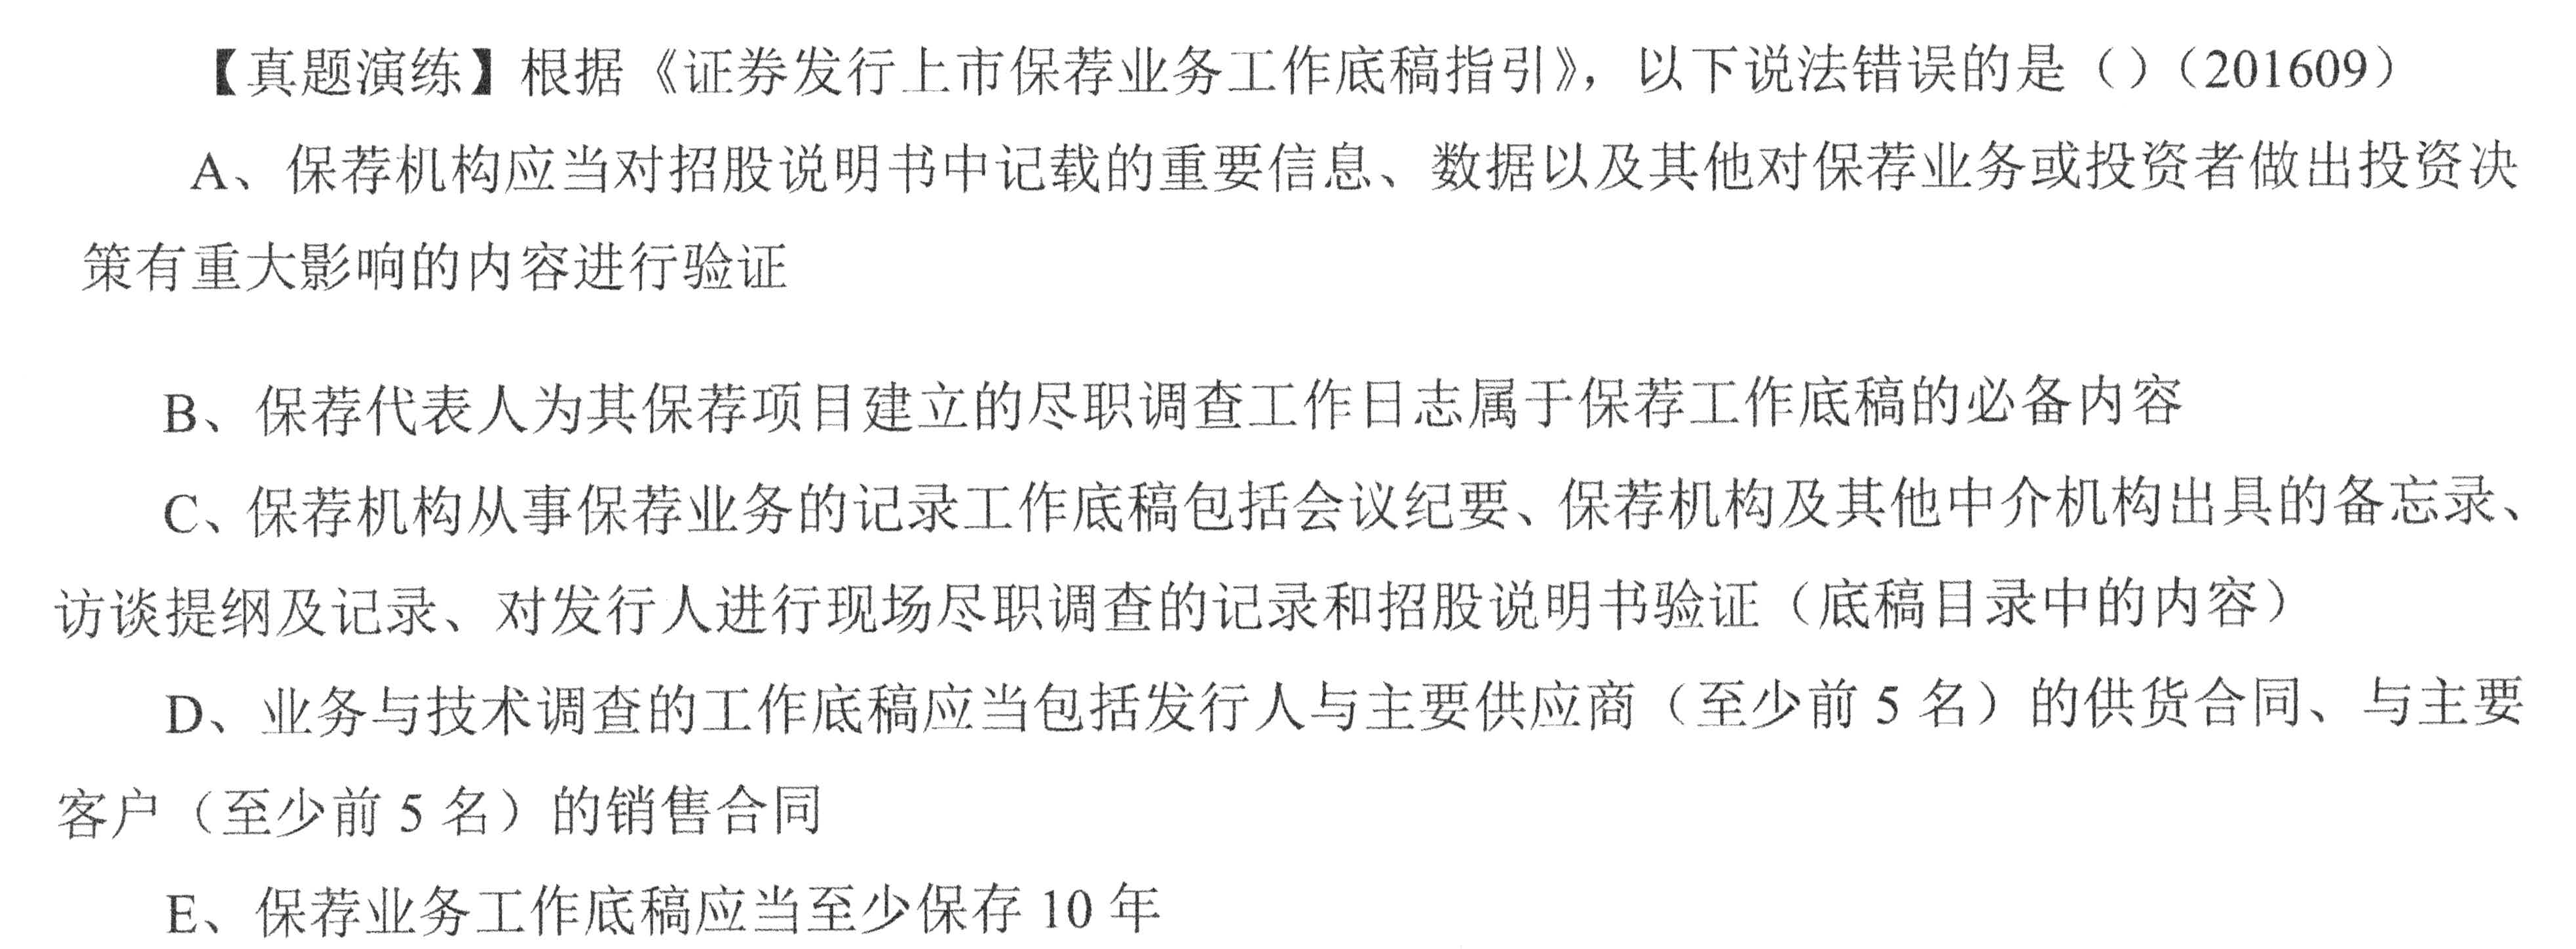 【真题演练】根据《证券发行上市保荐业务工作底稿指引》，以下说法错误的是（）（201609）
A、保荐机构应当对招股说明书中记载的重要信息、数据以及其他对保荐业务或投资者做出投资决
策有重大影响的内容进行验证
B、保荐代表人为其保荐项目建立的尽职调查工作日志属于保荐工作底稿的必备内容
C、保荐机构从事保荐业务的记录工作底稿包括会议纪要、保荐机构及其他中介机构出具的备忘录、
访谈提纲及记录、对发行人进行现场尽职调查的记录和招股说明书验证（底稿目录中的内容）
D、业务与技术调查的工作底稿应当包括发行人与主要供应商（至少前 5 名）的供货合同、与主要
客户（至少前 5 名）的销售合同
E、保荐业务工作底稿应当至少保存 10 年